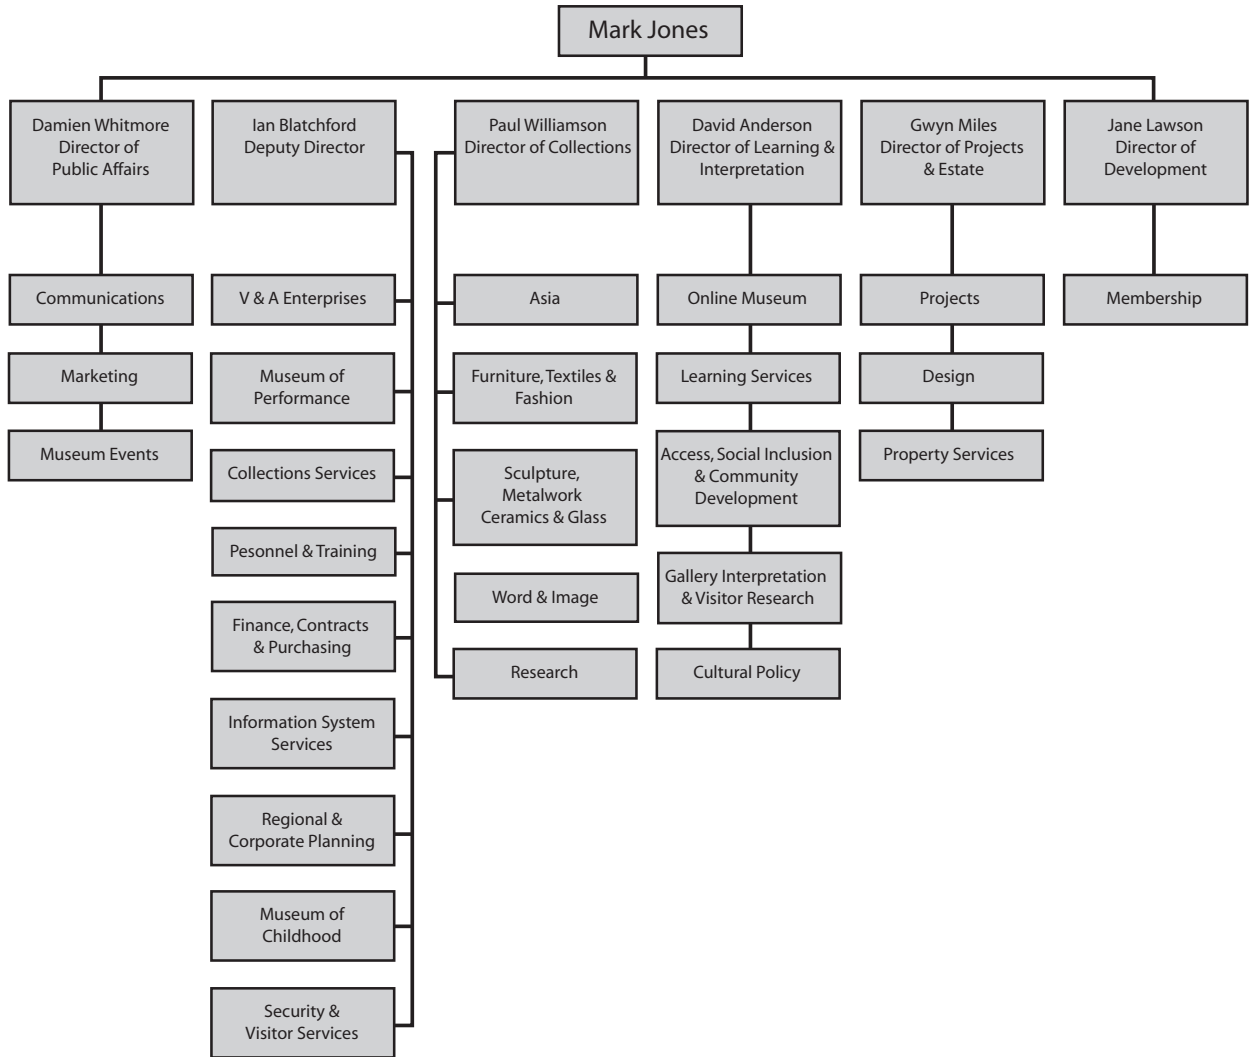 Mark Jones
Damien Whitmore
Director of
Public Affairs
Ian Blatchford
Deputy Director
Paul Williamson
Director of Collections
David Anderson
Director of Learning &
Interpretation
Gwyn Miles
Director of Projects
& Estate
Jane Lawson
Director of
Development
Communications
Marketing
Museum Events
V & A Enterprises
Museum of
Performance
Collections Services
Pesonnel & Training
Finance, Contracts
& Purchasing
Information System
Services
Regional &
Corporate Planning
Museum of
Childhood
Security &
Visitor Services
Asia
Furniture, Textiles &
Fashion
Sculpture,
Metalwork
Ceramics & Glass
Word & Image
Research
Online Museum
Learning Services
Access, Social Inclusion
& Community
Development
Gallery Interpretation
& Visitor Research
Cultural Policy
Projects
Design
Property Services
Membership